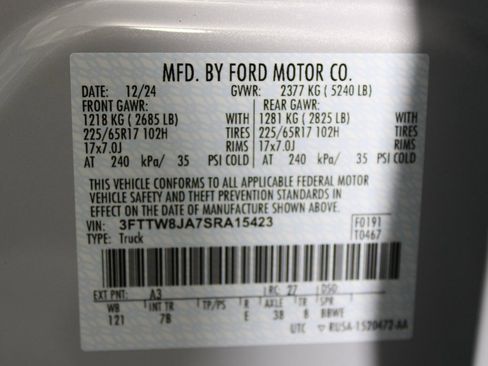 MFD. BY FORD MOTOR CO.
DATE: 12/24 GVWR: 2377 KG ( 5240 LB)
FRONT GAWR: REAR GAWR:
1218 KG ( 2685 LB) WITH 1281 KG ( 2825 LB) WITH
225/65R17 102H TIRES 225/65R17 102H TIRES
17x7.0J RIMS 17x7.0J RIMS
AT 240 kPa/ 35 PSI COLD AT 240 kPa/ 35 PSI COLD
THIS VEHICLE CONFORMS TO ALL APPLICABLE FEDERAL MOTOR
VEHICLE SAFETY AND THEFT PREVENTION STANDARDS IN
EFFECT ON THE DATE OF MANUFACTURE SHOWN ABOVE.
VIN: 3FTTW8JA7SRA15423 F0191
TYPE: Truck T0467
EXT PNT: A3 RC: 27 DSO:
WB INT TR TP/PS R AXLE TR SPR
121 7B E 38 8 BBWE
UTC ▽ RU5A-1520472-AA